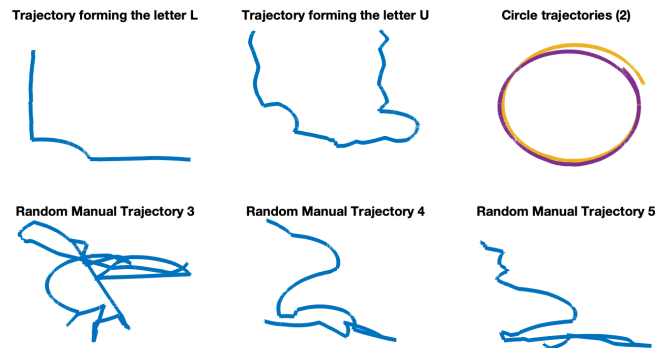 Trajectory forming the letter L
Trajectory forming the letter U
Circle trajectories (2)
Random Manual Trajectory 3
Random Manual Trajectory 4
Random Manual Trajectory 5